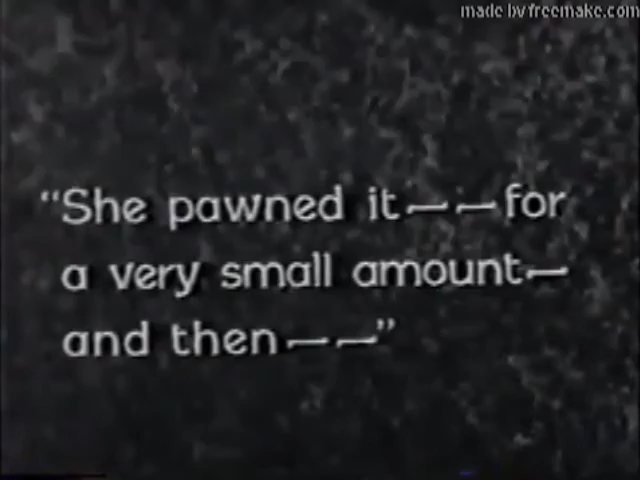 made by freemake.com
“She pawned it — — for
a very small amount —
and then — —”